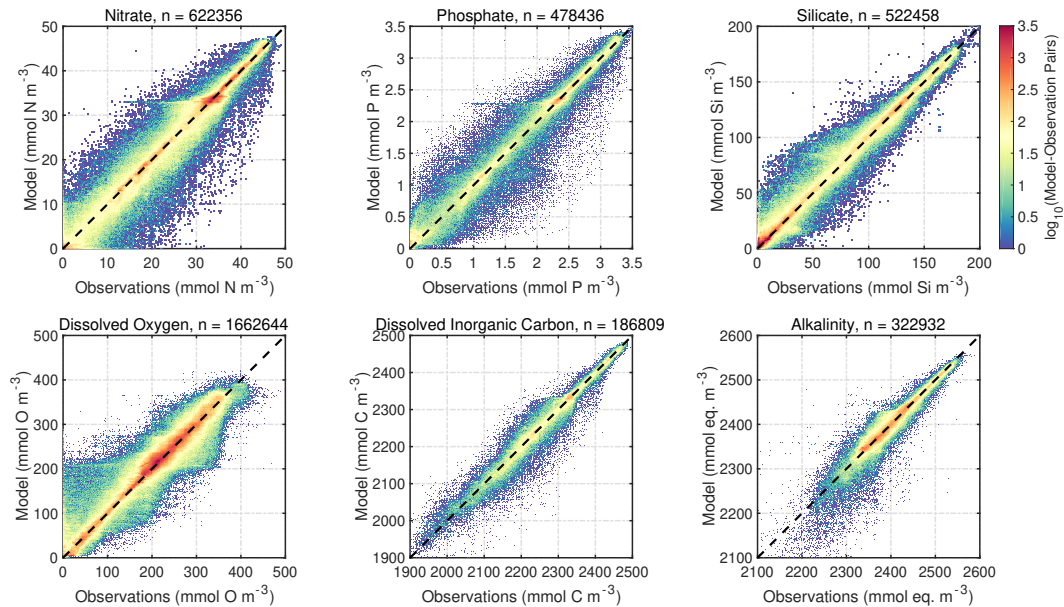 Nitrate, n = 622356
Model (mmol N m-3)
50
40
30
20
10
0
0 10 20 30 40 50
Observations (mmol N m-3)
Phosphate, n = 478436
Model (mmol P m-3)
3.5
3
2.5
2
1.5
1
0.5
0
0 0.5 1 1.5 2 2.5 3 3.5
Observations (mmol P m-3)
Silicate, n = 522458
Model (mmol Si m-3)
200
150
100
50
0
0 50 100 150 200
Observations (mmol Si m-3)
3.5
3
2.5
2
1.5
1
0.5
0
log10(Model-Observation Pairs)
Dissolved Oxygen, n = 1662644
Model (mmol O m-3)
500
400
300
200
100
0
0 100 200 300 400 500
Observations (mmol O m-3)
Dissolved Inorganic Carbon, n = 186809
Model (mmol C m-3)
2500
2400
2300
2200
2100
2000
1900
1900 2000 2100 2200 2300 2400 2500
Observations (mmol C m-3)
Alkalinity, n = 322932
Model (mmol eq. m-3)
2600
2500
2400
2300
2200
2100
2100 2200 2300 2400 2500 2600
Observations (mmol eq. m-3)